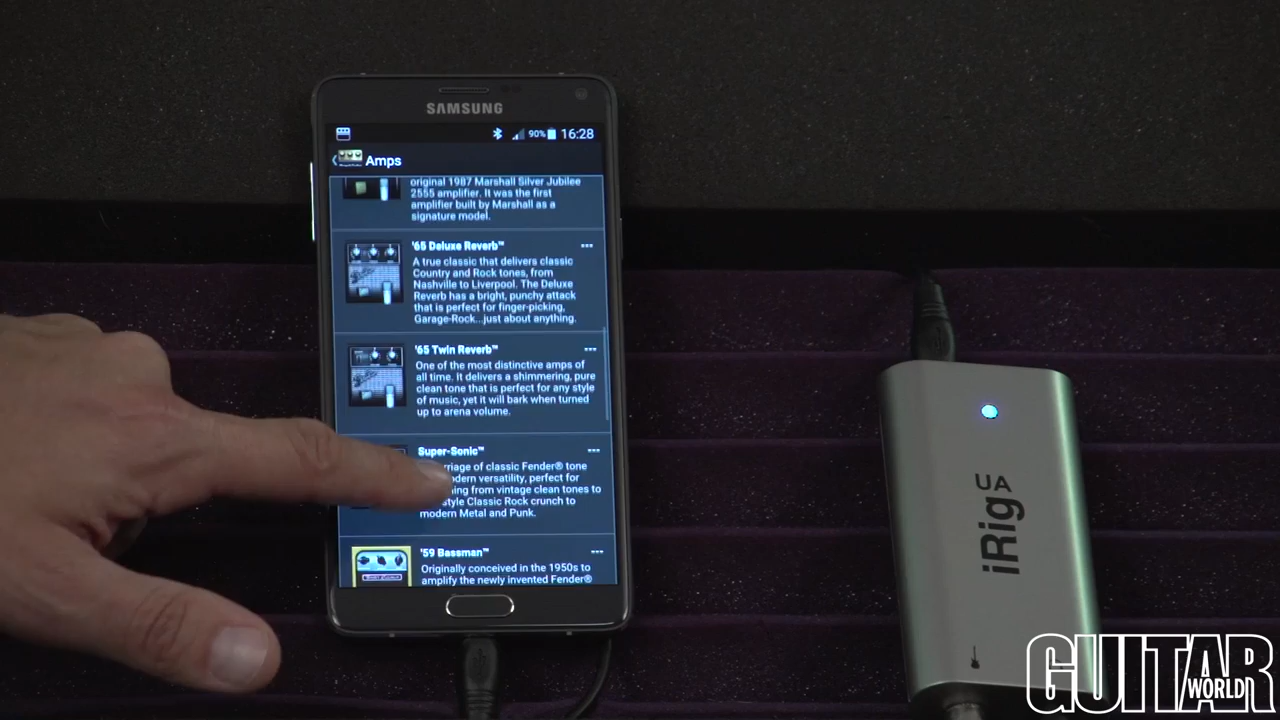 SAMSUNG
90% 16:28
Amps
original 1987 Marshall Silver Jubilee
2555 amplifier. It was the first
amplifier built by Marshall as a
signature model.
'65 Deluxe Reverb™
A true classic that delivers classic
Country and Rock tones, from
Nashville to Liverpool. The Deluxe
Reverb has a bright, punchy attack
that is perfect for finger-picking,
Garage-Rock...just about anything.
'65 Twin Reverb™
One of the most distinctive amps of
all time. It delivers a shimmering, pure
clean tone that is perfect for any style
of music, yet it will bark when turned
up to arena volume.
Super-Sonic™
of classic Fender® tone
versatility, perfect for
from vintage clean tones to
style Classic Rock crunch to
modern Metal and Punk.
'59 Bassman™
Originally conceived in the 1950s to
amplify the newly invented Fender®
iRig UA
GUITAR
WORLD